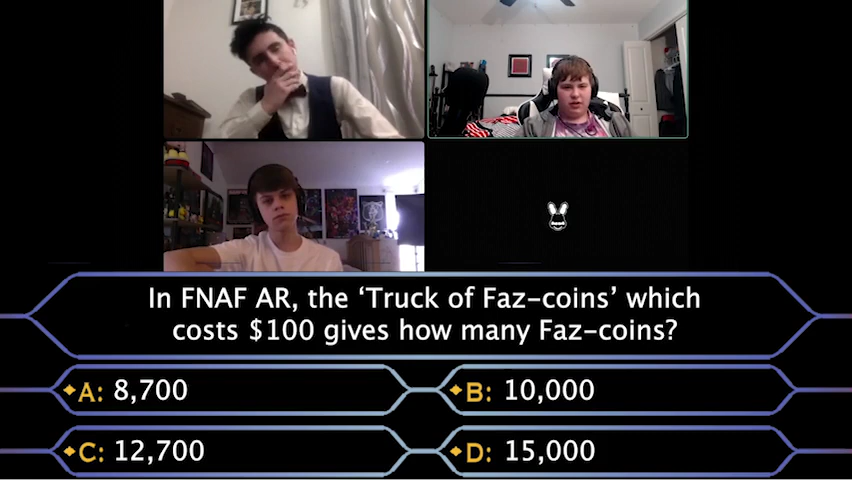 In FNAF AR, the ‘Truck of Faz-coins’ which
costs $100 gives how many Faz-coins?
A: 8,700
B: 10,000
C: 12,700
D: 15,000